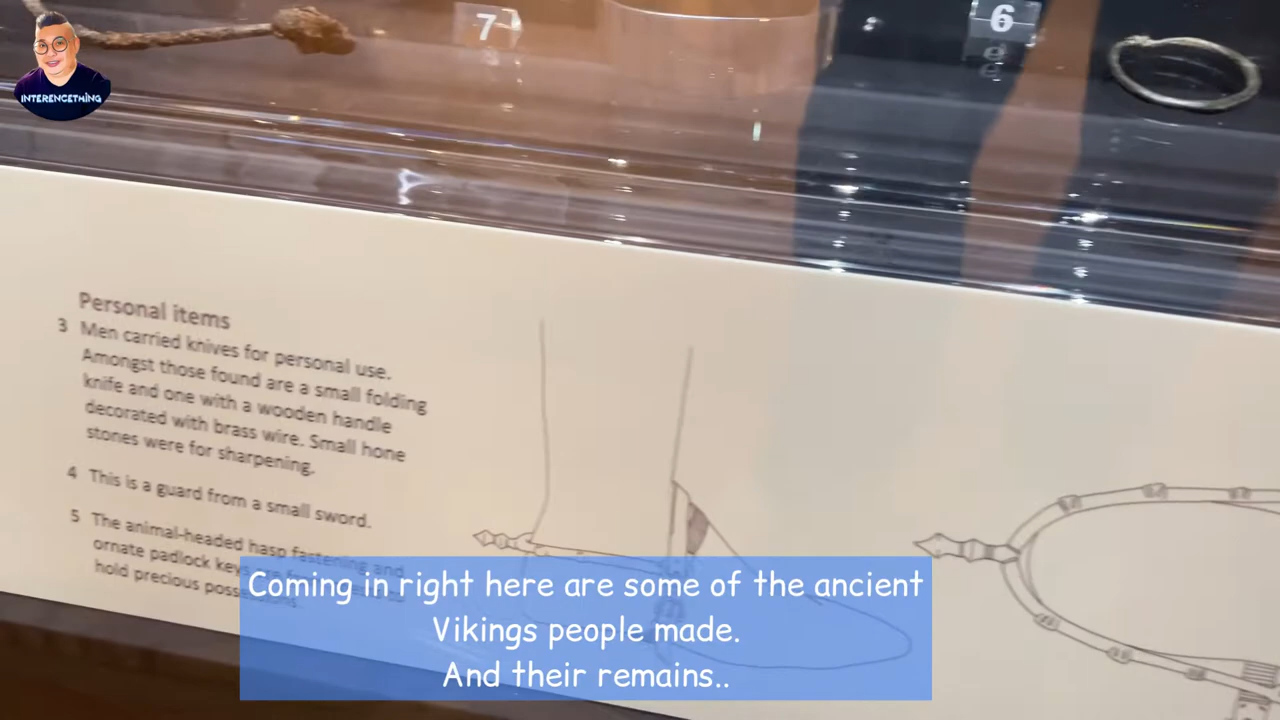 7
6
INTERENCETHING
Personal items
3 Men carried knives for personal use.
Amongst those found are a small folding
knife and one with a wooden handle
decorated with brass wire. Small hone
stones were for sharpening.
4 This is a guard from a small sword.
5 The animal-headed hasp fastening and
ornate padlock keys
hold precious possessions.
Coming in right here are some of the ancient
Vikings people made.
And their remains..